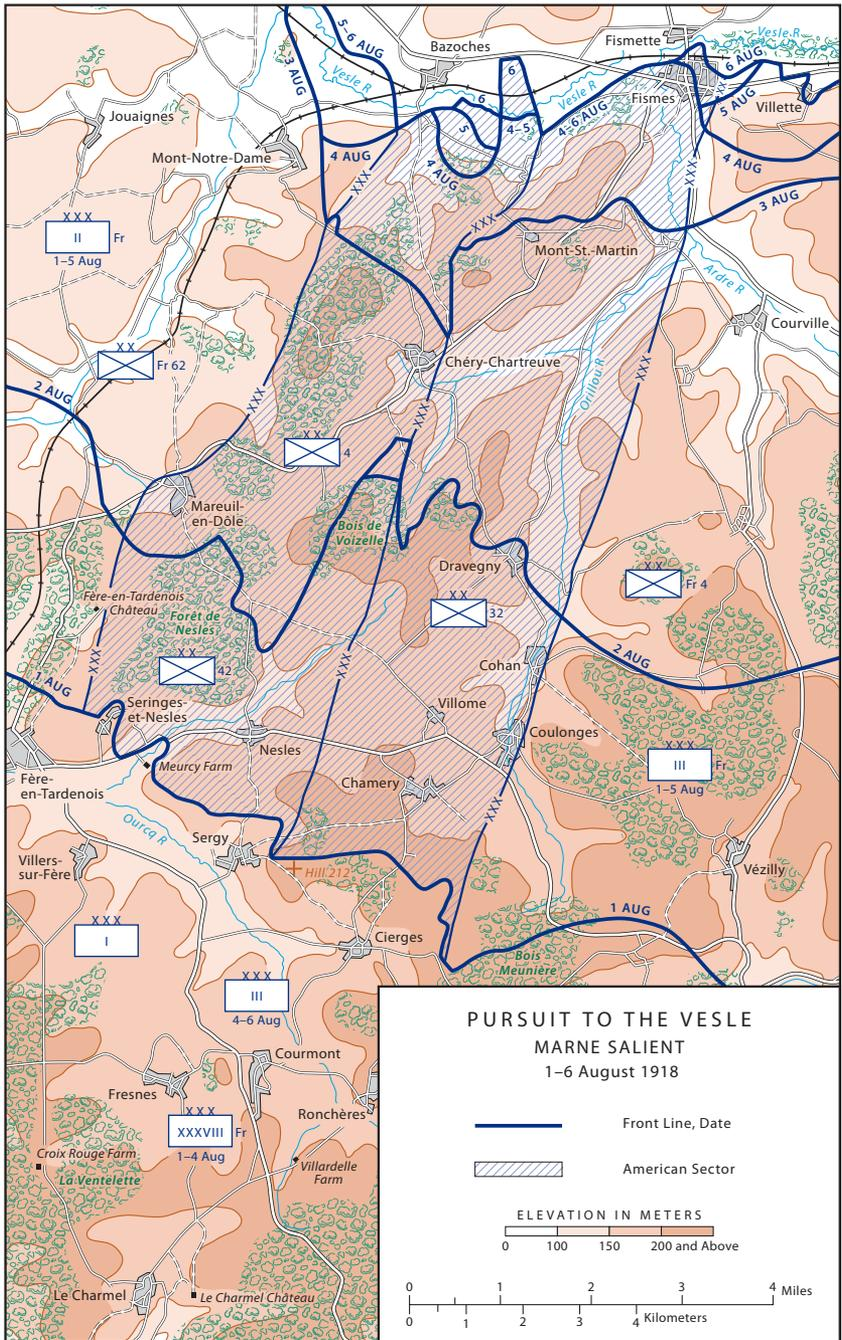 5–6 AUG
3 AUG
Vesle R
Bazoches
6
Fismette
Vesle R
6 AUG
Jouaignes
Vesle R
Fismes
5 AUG
Villette
6
5
4–5
4–6 AUG
XXX
Mont-Notre-Dame
4 AUG
4 AUG
4 AUG
XXX
XXX
3 AUG
XXX
II
Fr
1–5 Aug
XXX
Mont-St.-Martin
Ardre R
Courville
XX
Fr 62
Chéry-Chartreuve
XXX
Orillou R
2 AUG
XXX
XXX
XX
4
Mareuil-
en-Dôle
Bois de
Voizelle
Dravegny
XX
Fr 4
Fère-en-Tardenois
Château
XX
32
Forêt de
Nesles
XX
42
XXX
XXX
Cohan
2 AUG
1 AUG
Seringes-
et-Nesles
Villome
Coulonges
Nesles
XXX
III
Fr
1–5 Aug
Meurcy Farm
Fère-
en-Tardenois
Chamery
XXX
Ourcq R
Sergy
Villers-
sur-Fère
Hill 212
Vézilly
1 AUG
XXX
I
Cierges
Bois
Meunière
XXX
III
4–6 Aug
Courmont
Fresnes
Ronchères
XXX
XXXVIII
Fr
1–4 Aug
Croix Rouge Farm
La Ventelette
Villardelle
Farm
Le Charmel
Le Charmel Château
PURSUIT TO THE VESLE
MARNE SALIENT
1–6 August 1918
Front Line, Date
American Sector
ELEVATION IN METERS
0 100 150 200 and Above
0 1 2 3 4 Miles
0 1 2 3 4 Kilometers